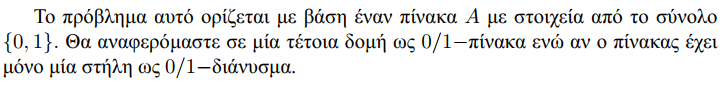 Το πρόβλημα αυτό ορίζεται με βάση έναν πίνακα A με στοιχεία από το σύνολο
{0, 1}. Θα αναφερόμαστε σε μία τέτοια δομή ως 0/1−πίνακα ενώ αν ο πίνακας έχει
μόνο μία στήλη ως 0/1−διάνυσμα.